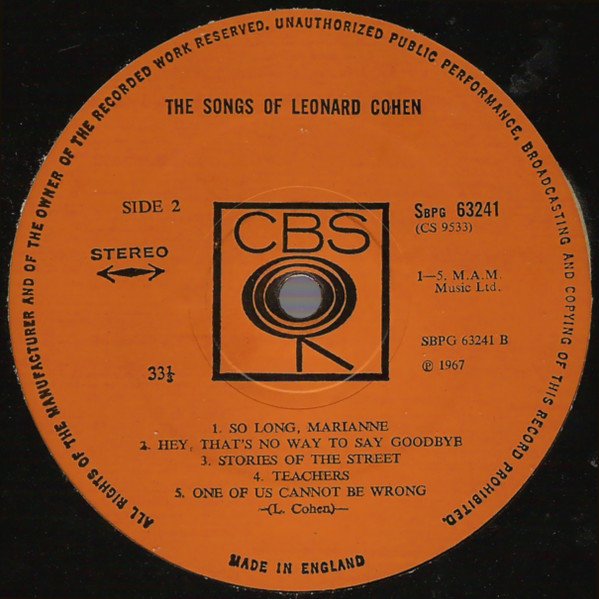 ALL RIGHTS OF THE MANUFACTURER AND OF THE OWNER OF THE RECORDED WORK RESERVED. UNAUTHORIZED PUBLIC PERFORMANCE, BROADCASTING AND COPYING OF THIS RECORD PROHIBITED.
THE SONGS OF LEONARD COHEN
SIDE 2
STEREO
33⅓
CBS
SBPG 63241
(CS 9533)
1—5. M.A.M.
Music Ltd.
SBPG 63241 B
℗ 1967
1. SO LONG, MARIANNE
2. HEY, THAT'S NO WAY TO SAY GOODBYE
3. STORIES OF THE STREET
4. TEACHERS
5. ONE OF US CANNOT BE WRONG
—(L. Cohen)—
MADE IN ENGLAND